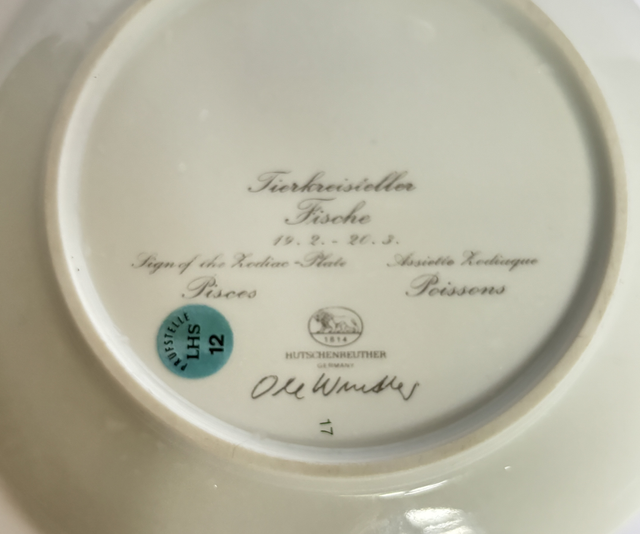 Tierkreisteller
Fische
19. 2. - 20. 3.
Sign of the Zodiac-Plate
Pisces
Assiette Zodiaque
Poissons
PRÜFSTELLE
LHS
12
1814
HUTSCHENREUTHER
GERMANY
Ole Winther
17